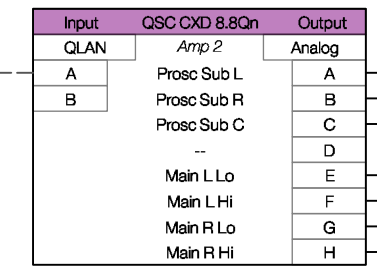 Input QSC CXD 8.8Qn Output
QLAN Amp 2 Analog
A Prosc Sub L A
B Prosc Sub R B
Prosc Sub C C
-- D
Main L Lo E
Main L Hi F
Main R Lo G
Main R Hi H